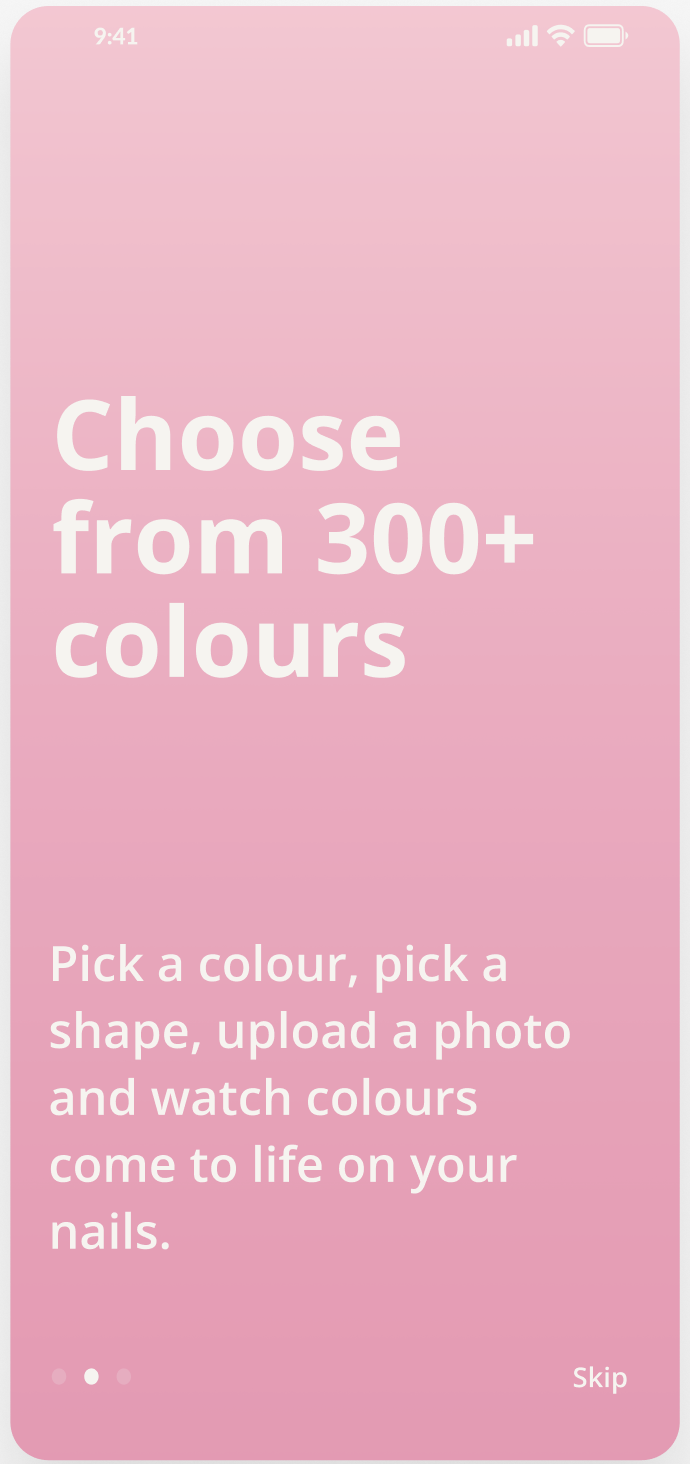 9:41
Choose
from 300+
colours
Pick a colour, pick a
shape, upload a photo
and watch colours
come to life on your
nails.
Skip